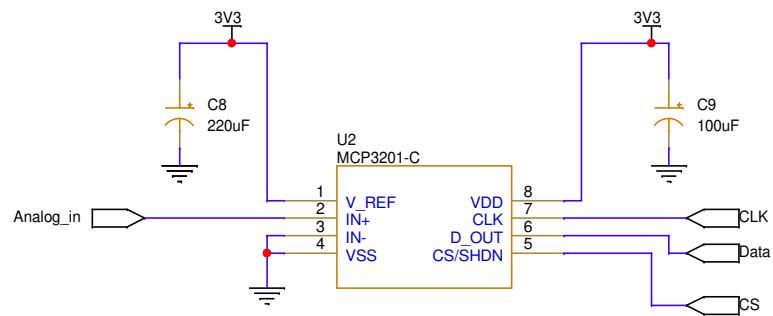 3V3
3V3
C8
220uF
C9
100uF
U2
MCP3201-C
1 V_REF VDD 8
Analog_in 2 IN+ CLK 7 CLK
3 IN- D_OUT 6
4 VSS CS/SHDN 5 Data
CS